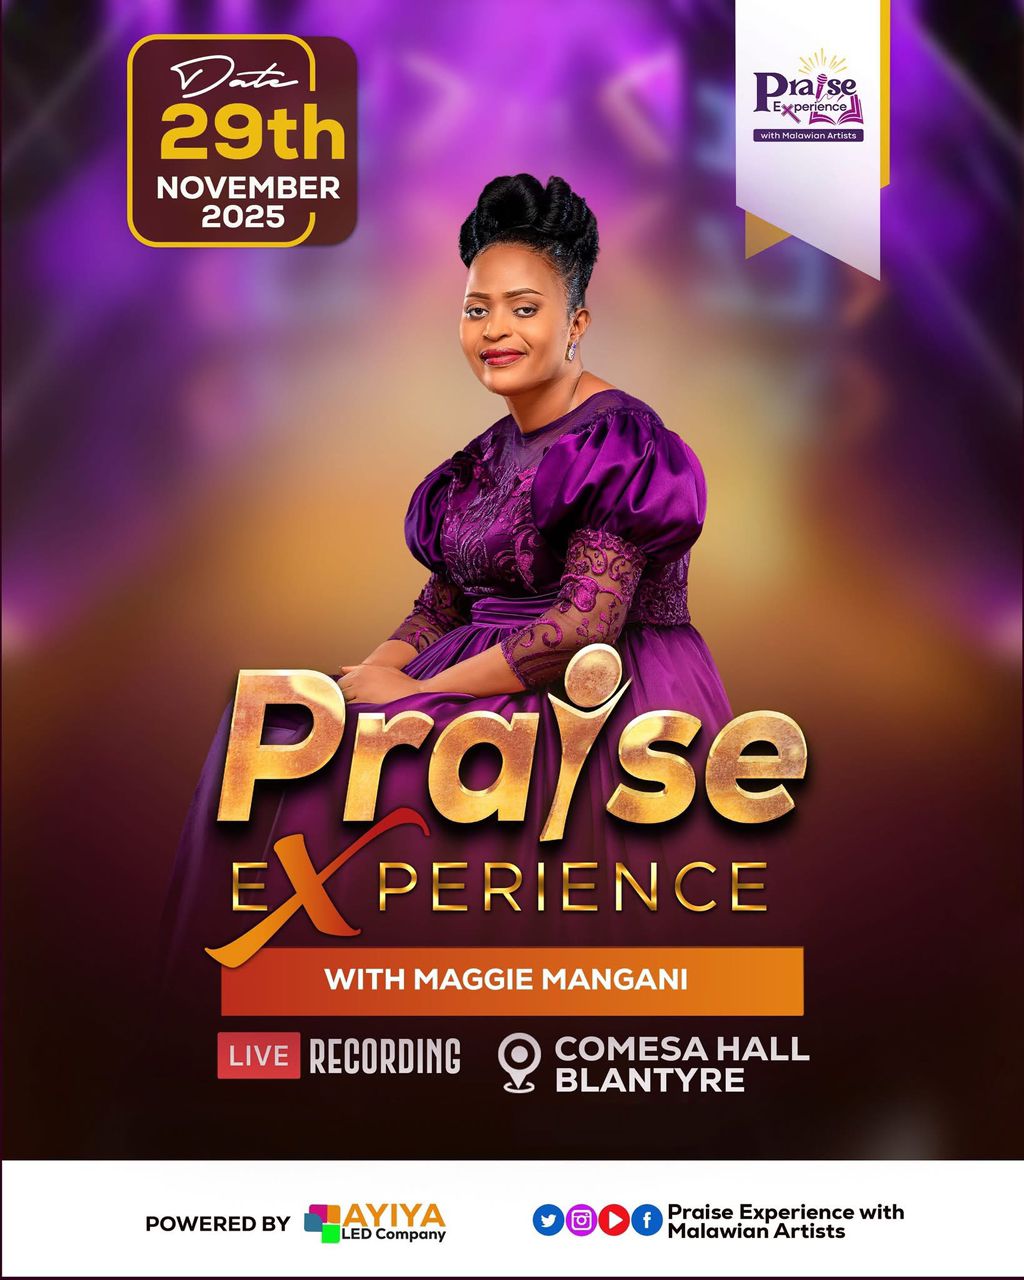 Date
29th
NOVEMBER
2025
Praise
Experience
with Malawian Artists
Praise
EXPERIENCE
WITH MAGGIE MANGANI
LIVE RECORDING
COMESA HALL
BLANTYRE
POWERED BY
AYIYA
LED Company
Praise Experience with
Malawian Artists